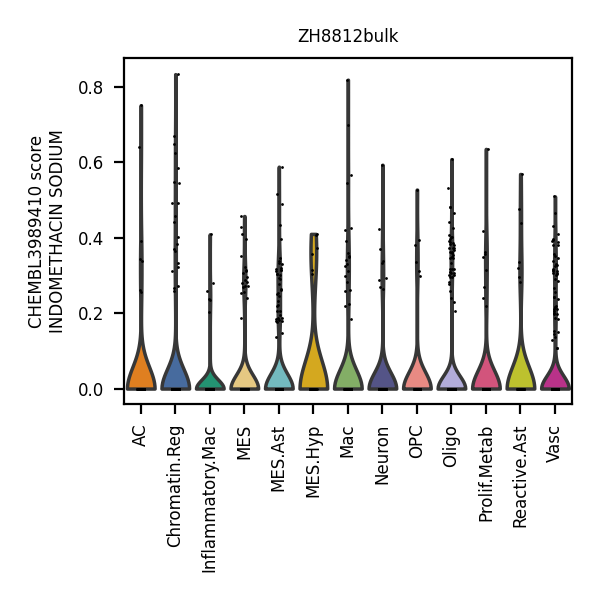 ZH8812bulk
CHEMBL3989410 score
INDOMETHACIN SODIUM
0.8
0.6
0.4
0.2
0.0
AC
Chromatin.Reg
Inflammatory.Mac
MES
MES.Ast
MES.Hyp
Mac
Neuron
OPC
Oligo
Prolif.Metab
Reactive.Ast
Vasc